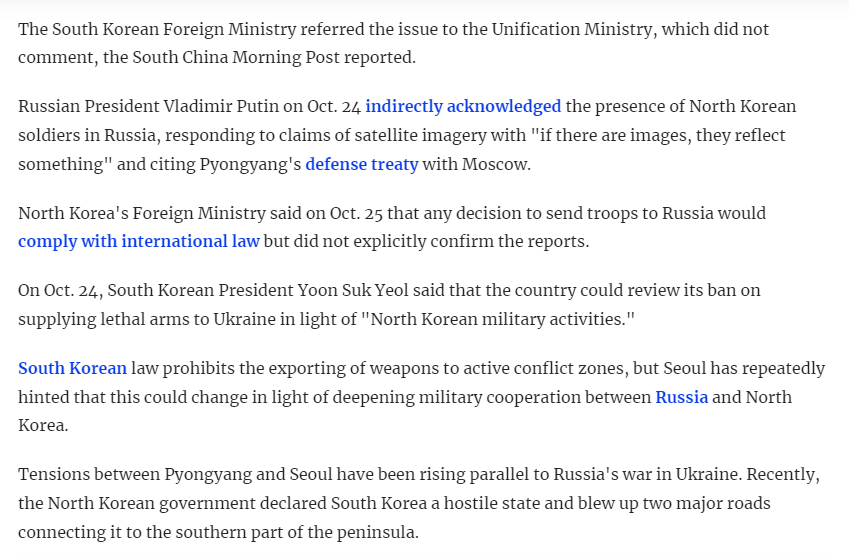 The South Korean Foreign Ministry referred the issue to the Unification Ministry, which did not
comment, the South China Morning Post reported.
Russian President Vladimir Putin on Oct. 24 indirectly acknowledged the presence of North Korean
soldiers in Russia, responding to claims of satellite imagery with "if there are images, they reflect
something" and citing Pyongyang's defense treaty with Moscow.
North Korea's Foreign Ministry said on Oct. 25 that any decision to send troops to Russia would
comply with international law but did not explicitly confirm the reports.
On Oct. 24, South Korean President Yoon Suk Yeol said that the country could review its ban on
supplying lethal arms to Ukraine in light of "North Korean military activities."
South Korean law prohibits the exporting of weapons to active conflict zones, but Seoul has repeatedly
hinted that this could change in light of deepening military cooperation between Russia and North
Korea.
Tensions between Pyongyang and Seoul have been rising parallel to Russia's war in Ukraine. Recently,
the North Korean government declared South Korea a hostile state and blew up two major roads
connecting it to the southern part of the peninsula.